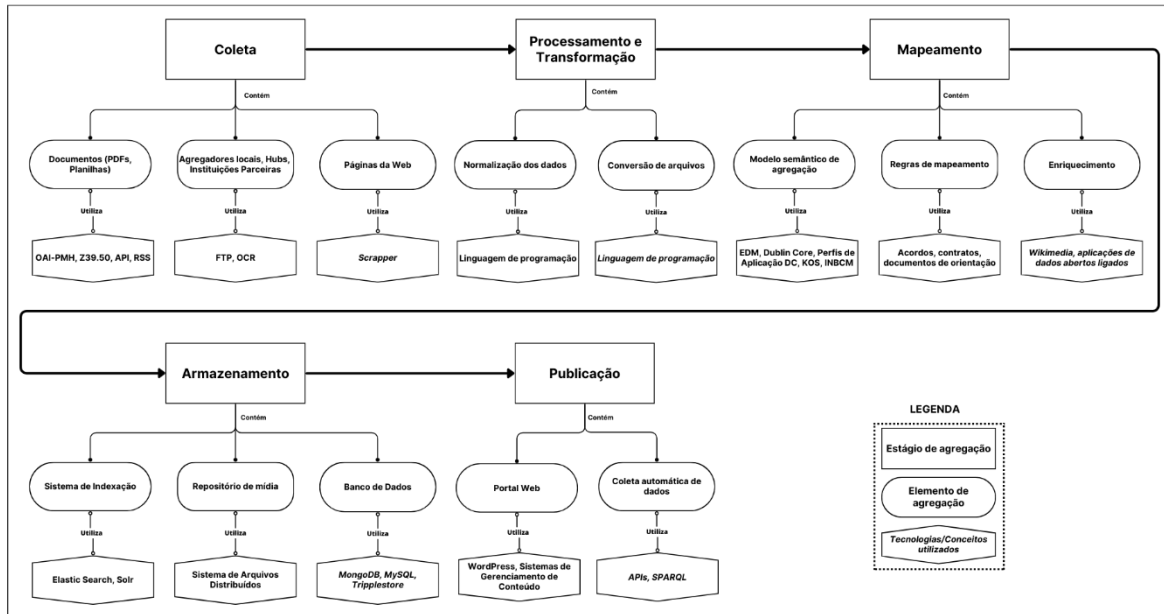 Coleta
Processamento e
Transformação
Mapeamento
Contém
Contém
Contém
Documentos (PDFs,
Planilhas)
Agregadores locais, Hubs,
Instituições Parceiras
Páginas da Web
Normalização dos dados
Conversão de arquivos
Modelo semântico de
agregação
Regras de mapeamento
Enriquecimento
Utiliza
Utiliza
Utiliza
Utiliza
Utiliza
Utiliza
Utiliza
Utiliza
OAI-PMH, Z39.50, API, RSS
FTP, OCR
Scrapper
Linguagem de programação
Linguagem de programação
EDM, Dublin Core, Perfis de
Aplicação DC, KOS, INBCM
Acordos, contratos,
documentos de orientação
Wikimedia, aplicações de
dados abertos ligados
Armazenamento
Publicação
Contém
Contém
Sistema de Indexação
Repositório de mídia
Banco de Dados
Portal Web
Coleta automática de
dados
Utiliza
Utiliza
Utiliza
Utiliza
Utiliza
Elastic Search, Solr
Sistema de Arquivos
Distribuídos
MongoDB, MySQL,
Tripplestore
WordPress, Sistemas de
Gerenciamento de
Conteúdo
APIs, SPARQL
LEGENDA
Estágio de agregação
Elemento de
agregação
Tecnologias/Conceitos
utilizados